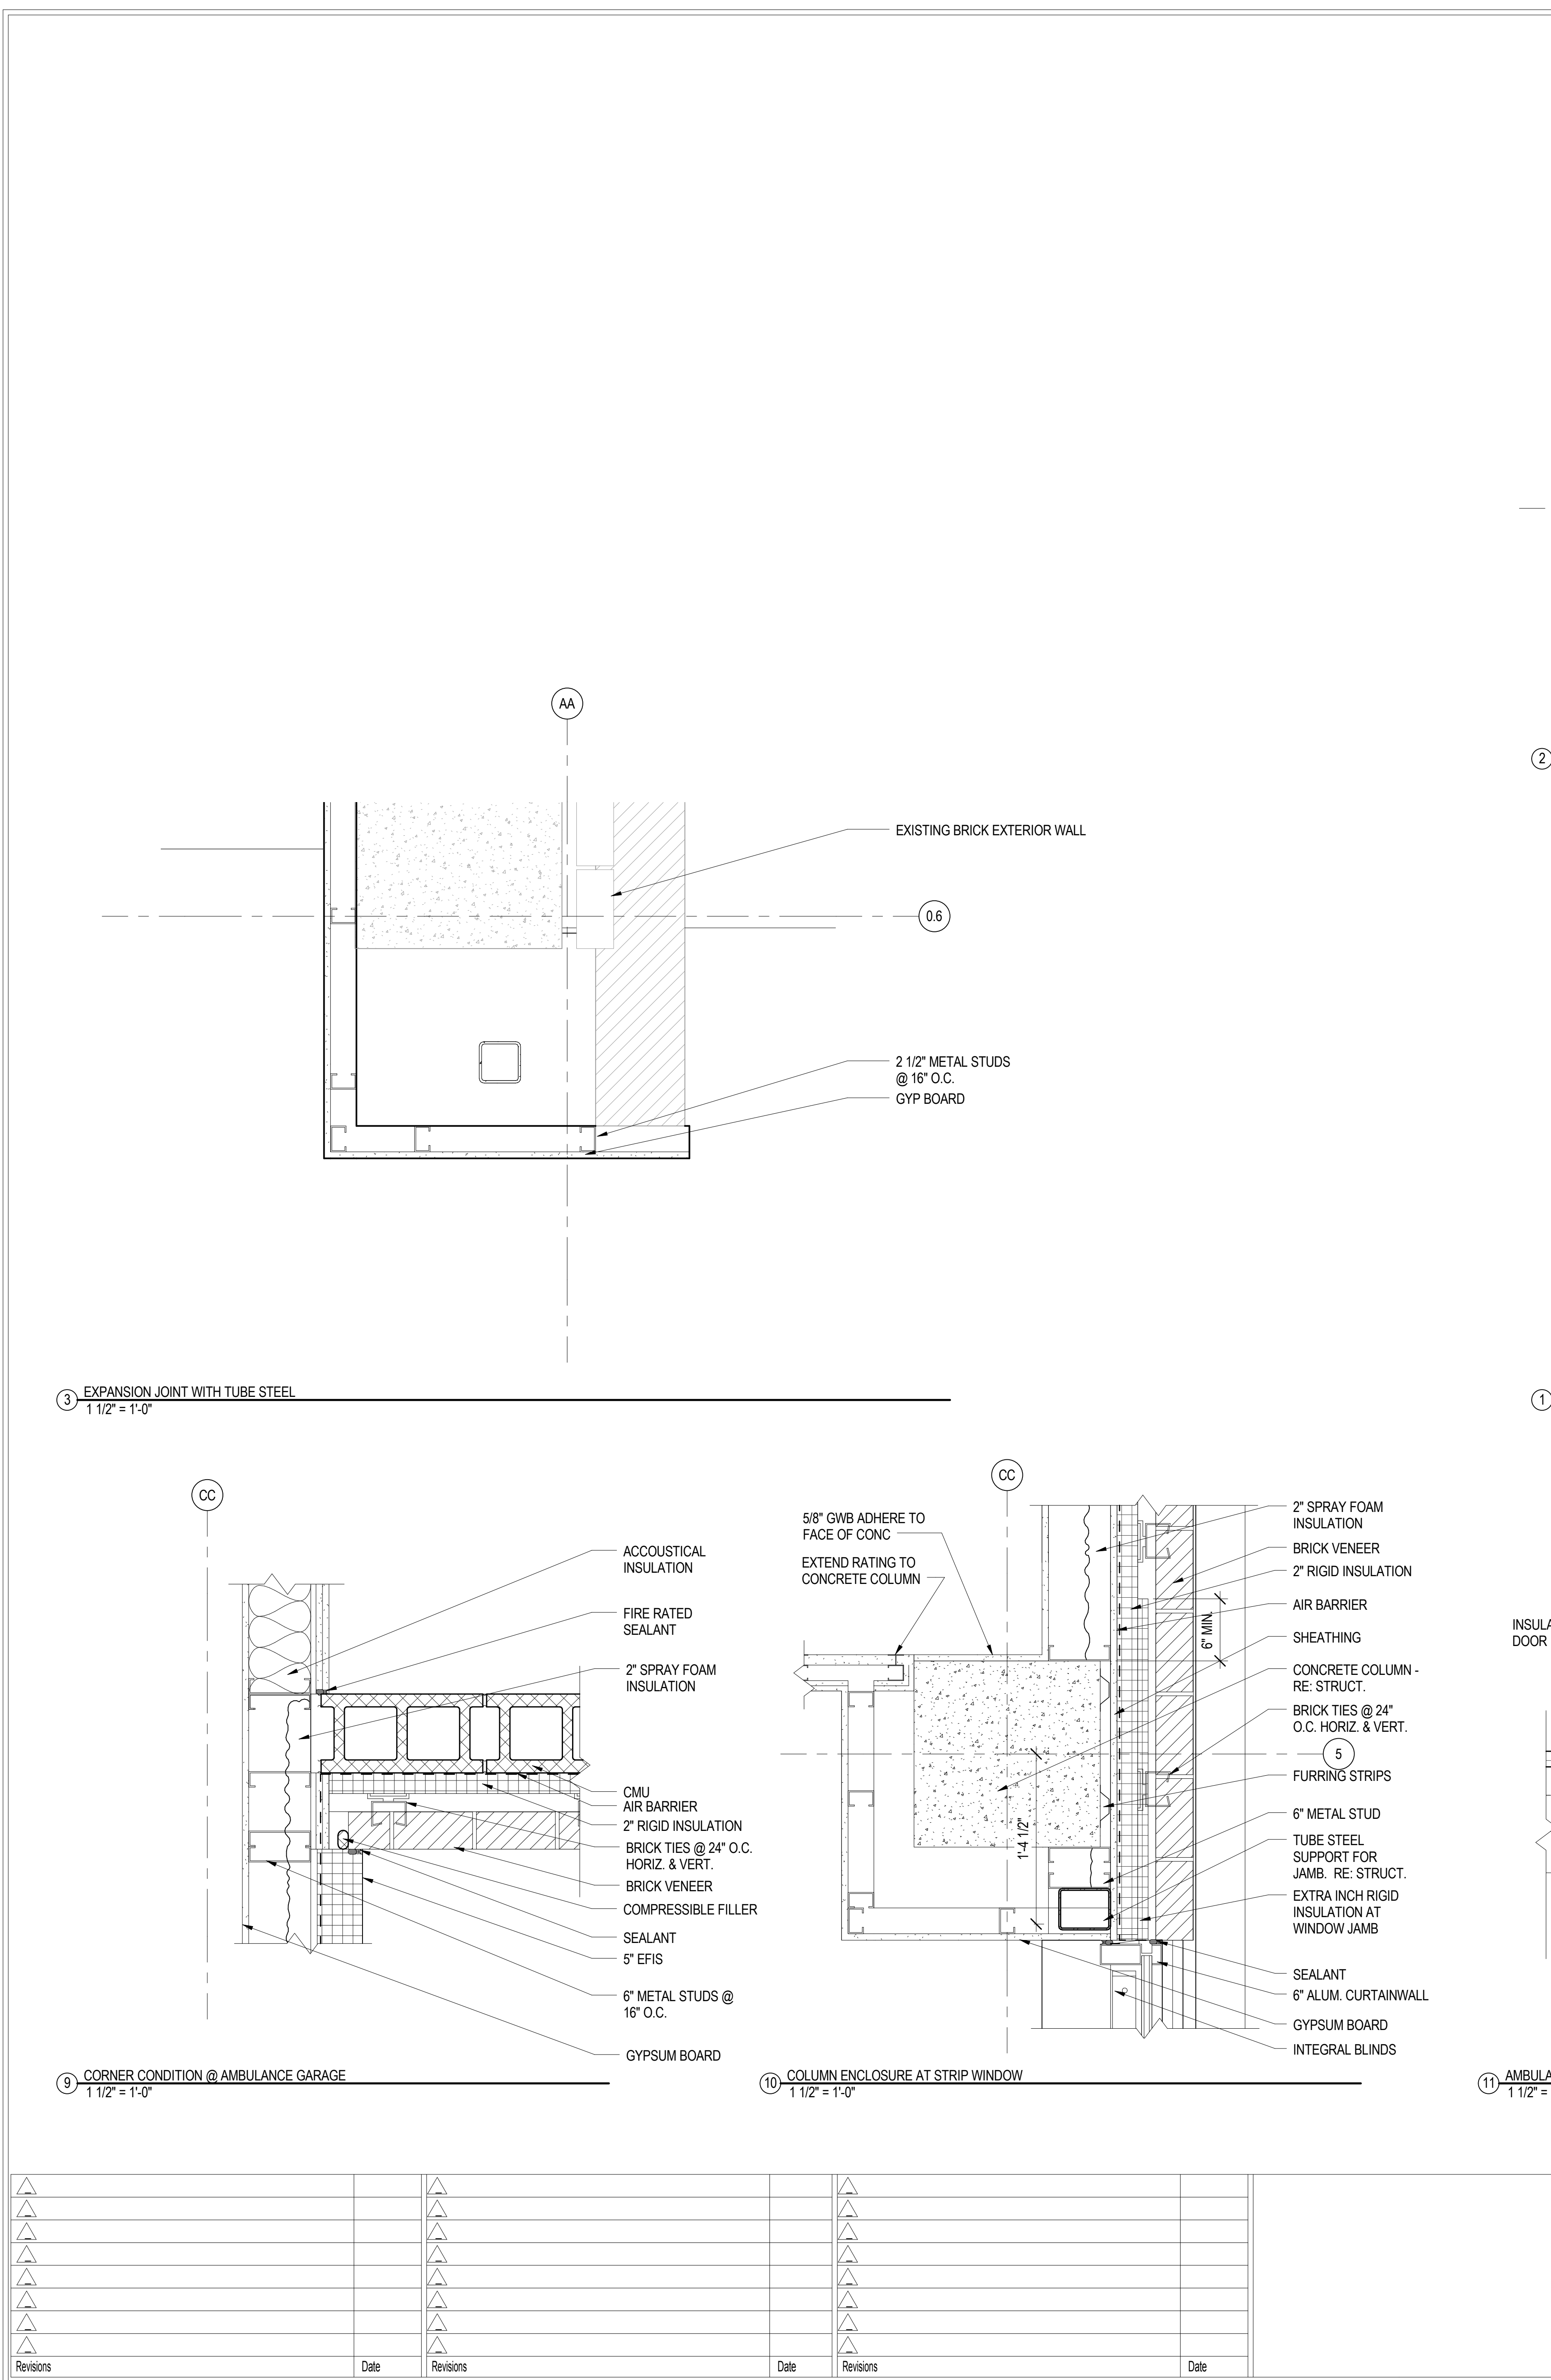 AA
2
EXISTING BRICK EXTERIOR WALL
0.6
2 1/2" METAL STUDS
@ 16" O.C.
GYP BOARD
3
EXPANSION JOINT WITH TUBE STEEL
1 1/2" = 1'-0"
1
CC
ACCOUSTICAL
INSULATION
FIRE RATED
SEALANT
2" SPRAY FOAM
INSULATION
CMU
AIR BARRIER
2" RIGID INSULATION
BRICK TIES @ 24" O.C.
HORIZ. & VERT.
BRICK VENEER
COMPRESSIBLE FILLER
SEALANT
5" EFIS
6" METAL STUDS @
16" O.C.
GYPSUM BOARD
9
CORNER CONDITION @ AMBULANCE GARAGE
1 1/2" = 1'-0"
CC
5/8" GWB ADHERE TO
FACE OF CONC
EXTEND RATING TO
CONCRETE COLUMN
2" SPRAY FOAM
INSULATION
BRICK VENEER
2" RIGID INSULATION
AIR BARRIER
6" MIN.
SHEATHING
CONCRETE COLUMN -
RE: STRUCT.
BRICK TIES @ 24"
O.C. HORIZ. & VERT.
5
FURRING STRIPS
1'-4 1/2"
6" METAL STUD
TUBE STEEL
SUPPORT FOR
JAMB.  RE: STRUCT.
EXTRA INCH RIGID
INSULATION AT
WINDOW JAMB
SEALANT
6" ALUM. CURTAINWALL
GYPSUM BOARD
INTEGRAL BLINDS
10
COLUMN ENCLOSURE AT STRIP WINDOW
1 1/2" = 1'-0"
INSULA
DOOR
11
AMBULA
1 1/2" =
Revisions
Date
Revisions
Date
Revisions
Date